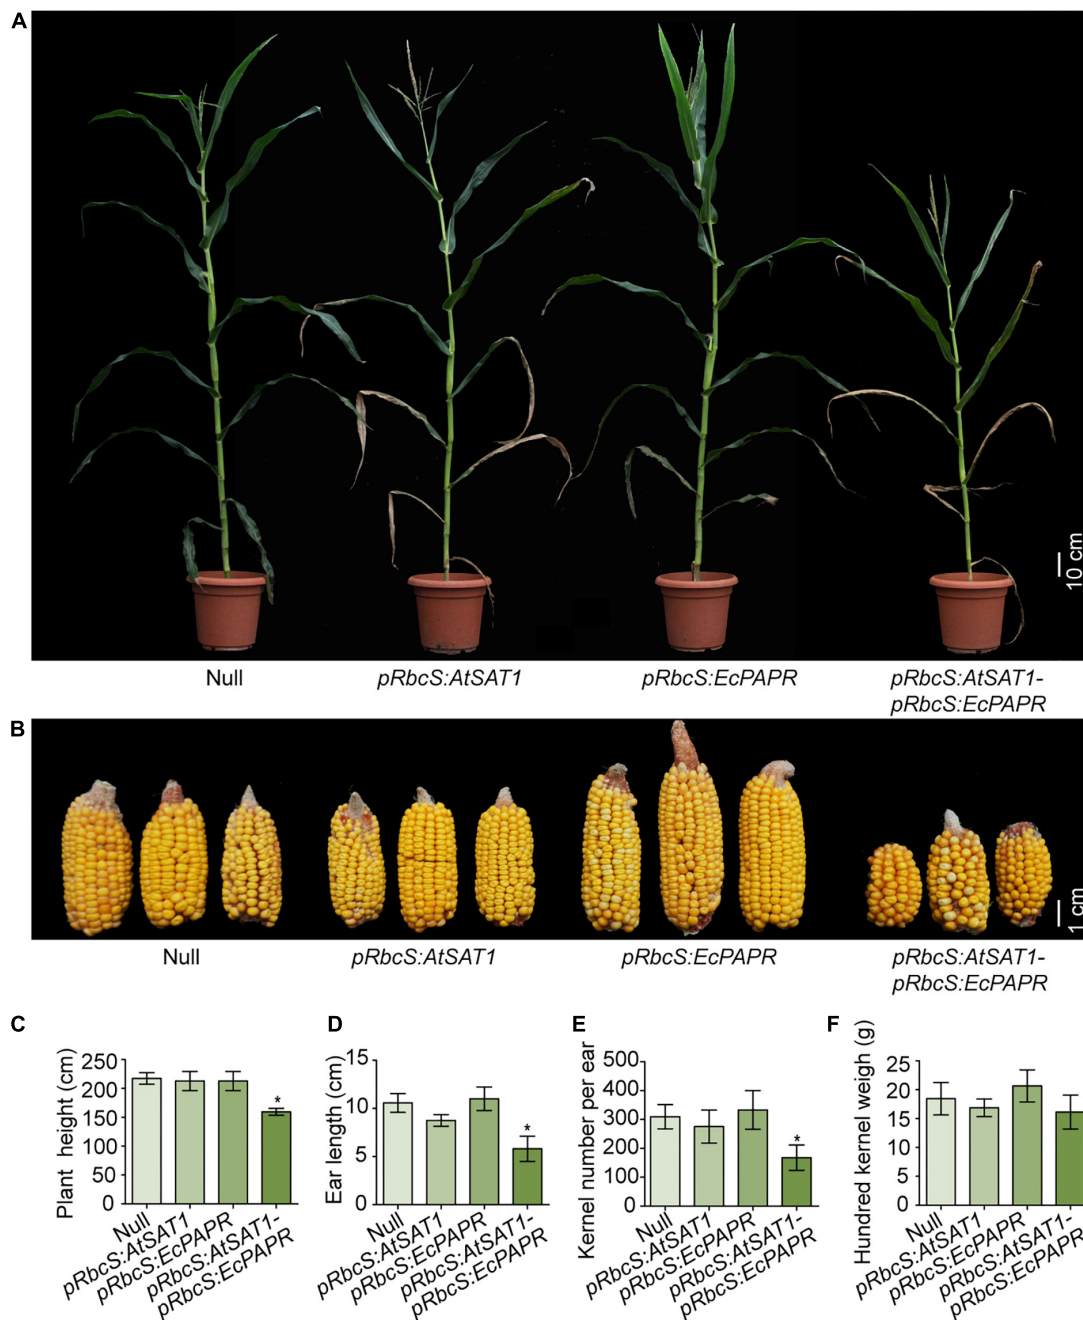 A
10 cm
Null
pRbcS:AtSAT1
pRbcS:EcPAPR
pRbcS:AtSAT1-
pRbcS:EcPAPR
B
1 cm
Null
pRbcS:AtSAT1
pRbcS:EcPAPR
pRbcS:AtSAT1-
pRbcS:EcPAPR
C
Plant height (cm)
250
200
150
100
50
0
*
Null
pRbcS:AtSAT1
pRbcS:EcPAPR
pRbcS:AtSAT1-
pRbcS:EcPAPR
D
Ear length (cm)
15
10
5
0
*
Null
pRbcS:AtSAT1
pRbcS:EcPAPR
pRbcS:AtSAT1-
pRbcS:EcPAPR
E
Kernel number per ear
500
400
300
200
100
0
*
Null
pRbcS:AtSAT1
pRbcS:EcPAPR
pRbcS:AtSAT1-
pRbcS:EcPAPR
F
Hundred kernel weigh (g)
25
20
15
10
5
0
Null
pRbcS:AtSAT1
pRbcS:EcPAPR
pRbcS:AtSAT1-
pRbcS:EcPAPR